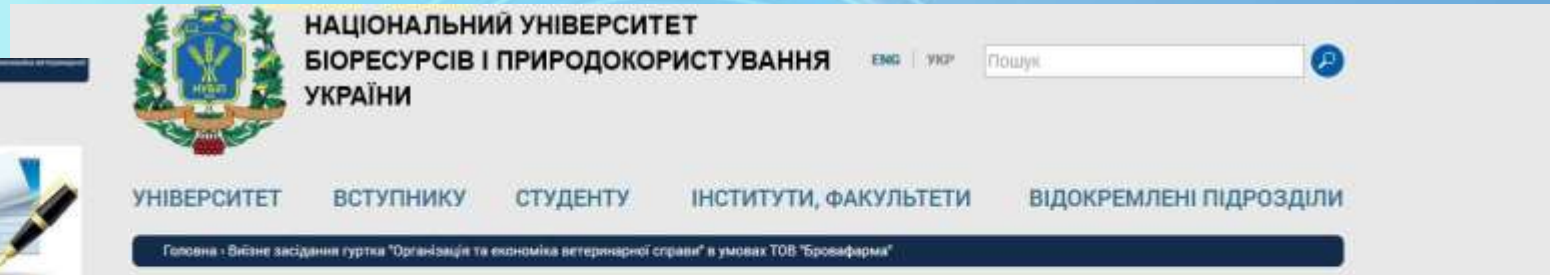 НАЦІОНАЛЬНИЙ УНІВЕРСИТЕТ
БІОРЕСУРСІВ І ПРИРОДОКОРИСТУВАННЯ
УКРАЇНИ
ENG | УКР
Пошук
НУБІП
УНІВЕРСИТЕТ ВСТУПНИКУ СТУДЕНТУ ІНСТИТУТИ, ФАКУЛЬТЕТИ ВІДОКРЕМЛЕНІ ПІДРОЗДІЛИ
Головна › Виїзне засідання гуртка "Організація та економіка ветеринарної справи" в умовах ТОВ "Бровафарма"